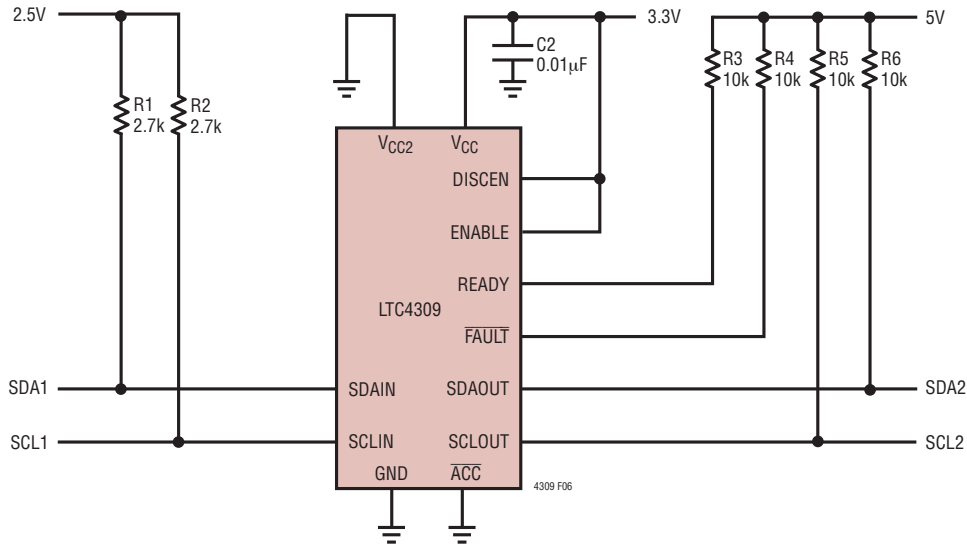 2.5V
3.3V
5V
C2
0.01µF
R1
2.7k
R2
2.7k
R3
10k
R4
10k
R5
10k
R6
10k
VCC2
VCC
DISCEN
ENABLE
READY
LTC4309
FAULT
SDA1
SDAIN
SDAOUT
SDA2
SCL1
SCLIN
SCLOUT
SCL2
GND
ACC
4309 F06